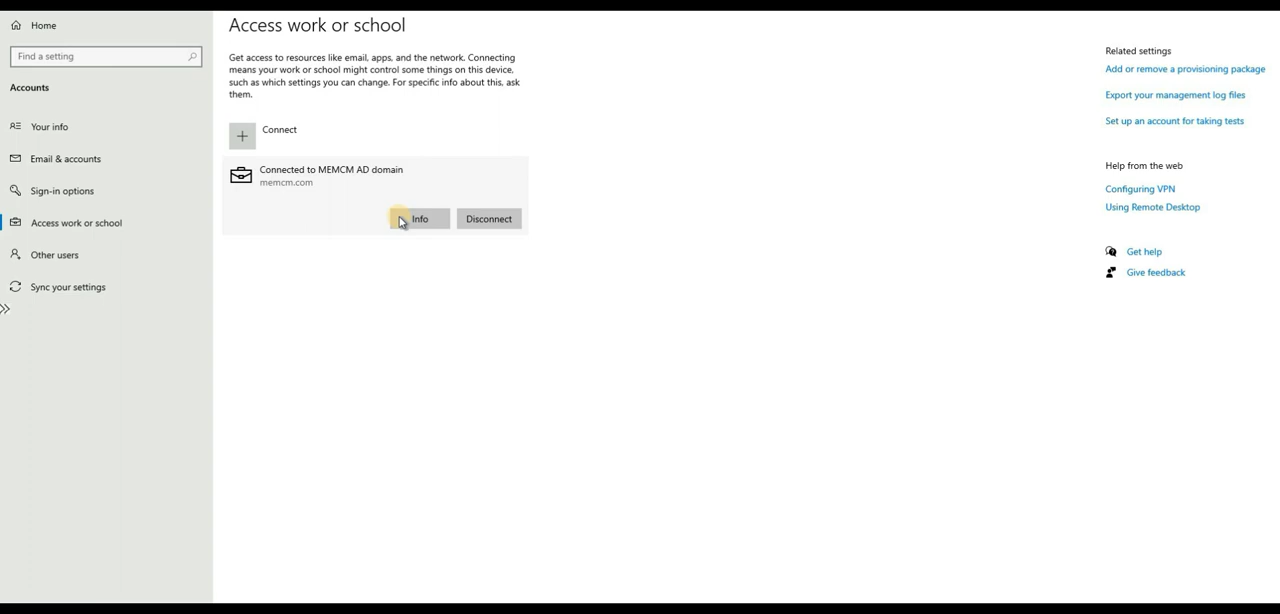 Home
Find a setting
Accounts
Your info
Email & accounts
Sign-in options
Access work or school
Other users
Sync your settings
Access work or school
Get access to resources like email, apps, and the network. Connecting
means your work or school might control some things on this device,
such as which settings you can change. For specific info about this, ask
them.
Connect
Connected to MEMCM AD domain
memcm.com
Info
Disconnect
Related settings
Add or remove a provisioning package
Export your management log files
Set up an account for taking tests
Help from the web
Configuring VPN
Using Remote Desktop
Get help
Give feedback